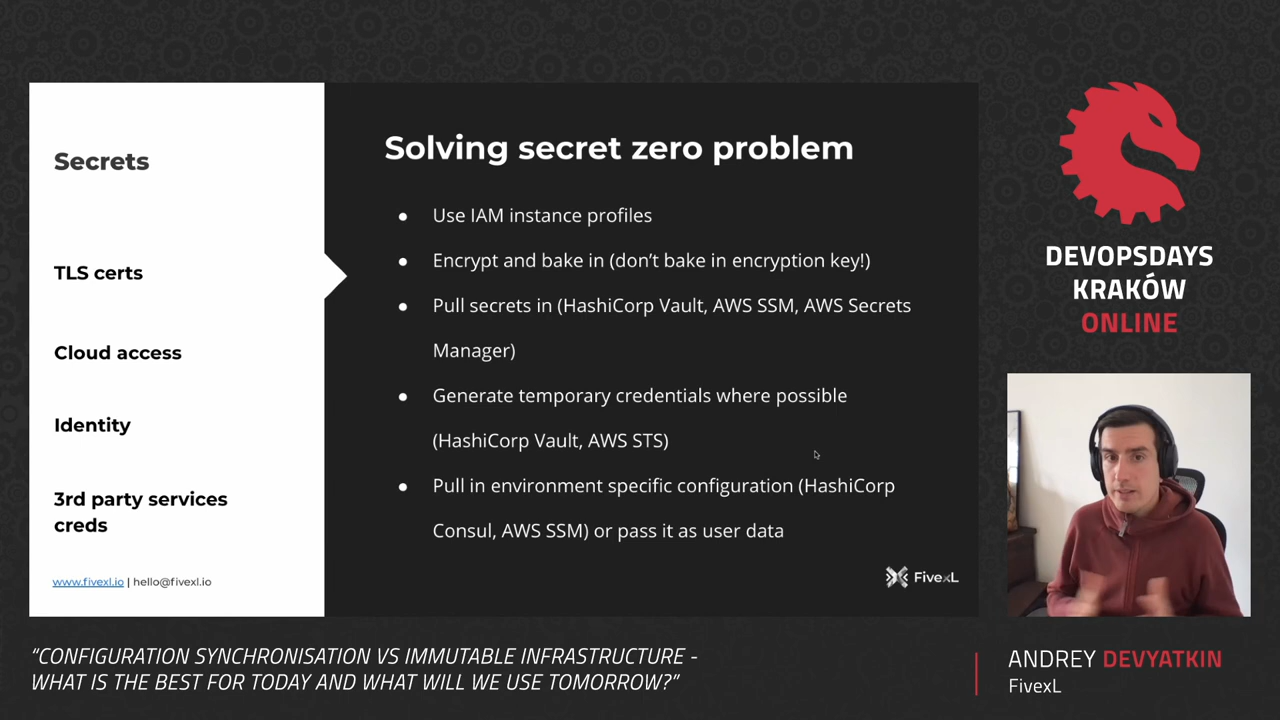 Secrets
TLS certs
Cloud access
Identity
3rd party services
creds
www.fivexl.io | hello@fivexl.io
Solving secret zero problem
● Use IAM instance profiles
● Encrypt and bake in (don’t bake in encryption key!)
● Pull secrets in (HashiCorp Vault, AWS SSM, AWS Secrets
Manager)
● Generate temporary credentials where possible
(HashiCorp Vault, AWS STS)
● Pull in environment specific configuration (HashiCorp
Consul, AWS SSM) or pass it as user data
FivexL
DEVOPSDAYS
KRAKÓW
ONLINE
“CONFIGURATION SYNCHRONISATION VS IMMUTABLE INFRASTRUCTURE -
WHAT IS THE BEST FOR TODAY AND WHAT WILL WE USE TOMORROW?”
ANDREY DEVYATKIN
FivexL